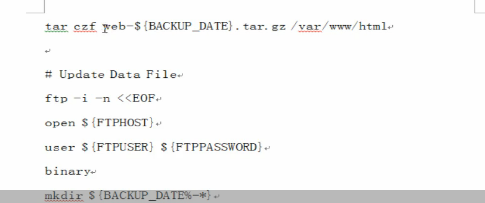 tar czf web-${BACKUP_DATE}.tar.gz /var/www/html
# Update Data File
ftp -i -n <<EOF
open ${FTPHOST}
user ${FTPUSER} ${FTPPASSWORD}
binary
mkdir ${BACKUP_DATE%-*}